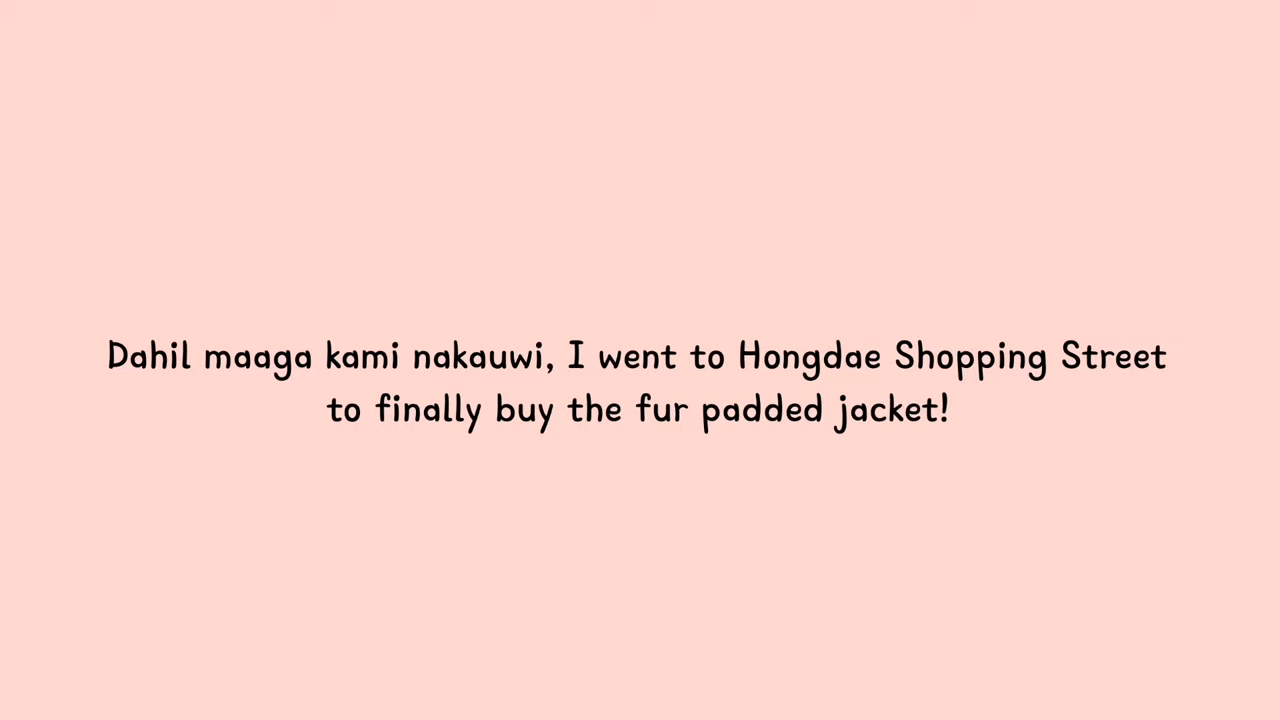 Dahil maaga kami nakauwi, I went to Hongdae Shopping Street
to finally buy the fur padded jacket!